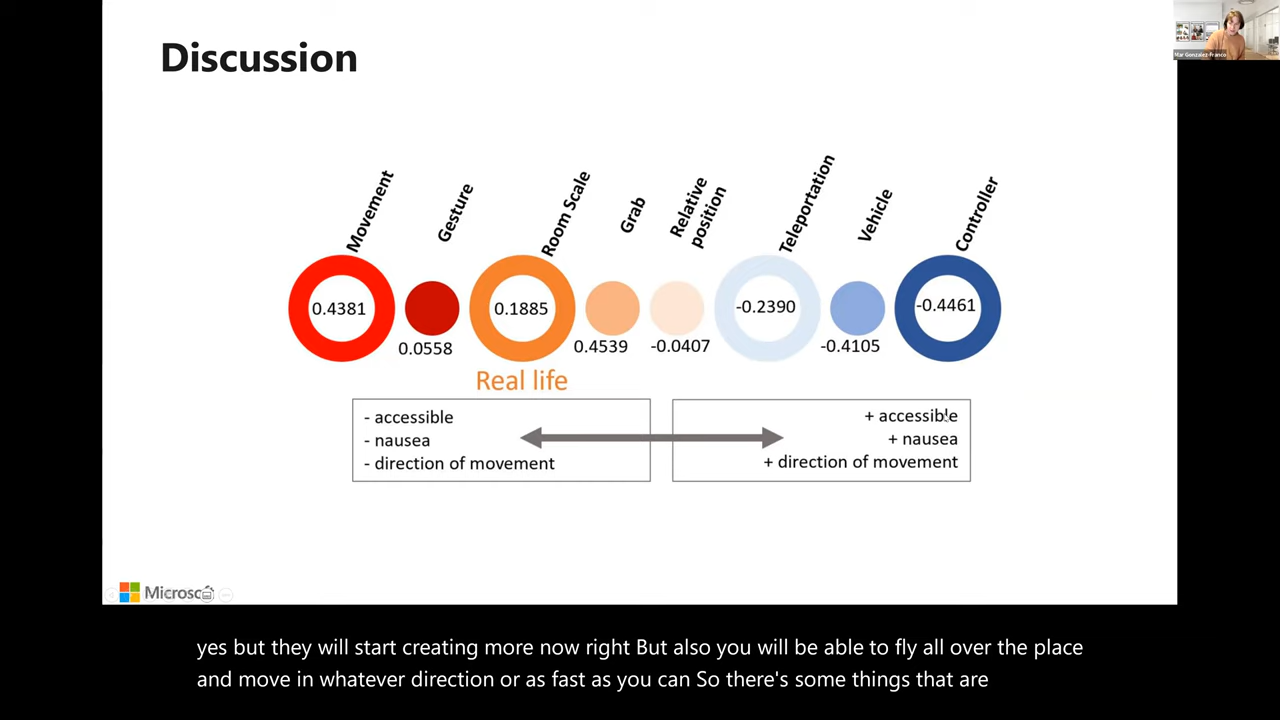 Discussion
Mar Gonzalez-Franco
Movement
Gesture
Room Scale
Grab
Relative
position
Teleportation
Vehicle
Controller
0.4381
0.0558
0.1885
0.4539
-0.0407
-0.2390
-0.4105
-0.4461
Real life
- accessible
- nausea
- direction of movement
+ accessible
+ nausea
+ direction of movement
Microso
yes but they will start creating more now right But also you will be able to fly all over the place
and move in whatever direction or as fast as you can So there's some things that are